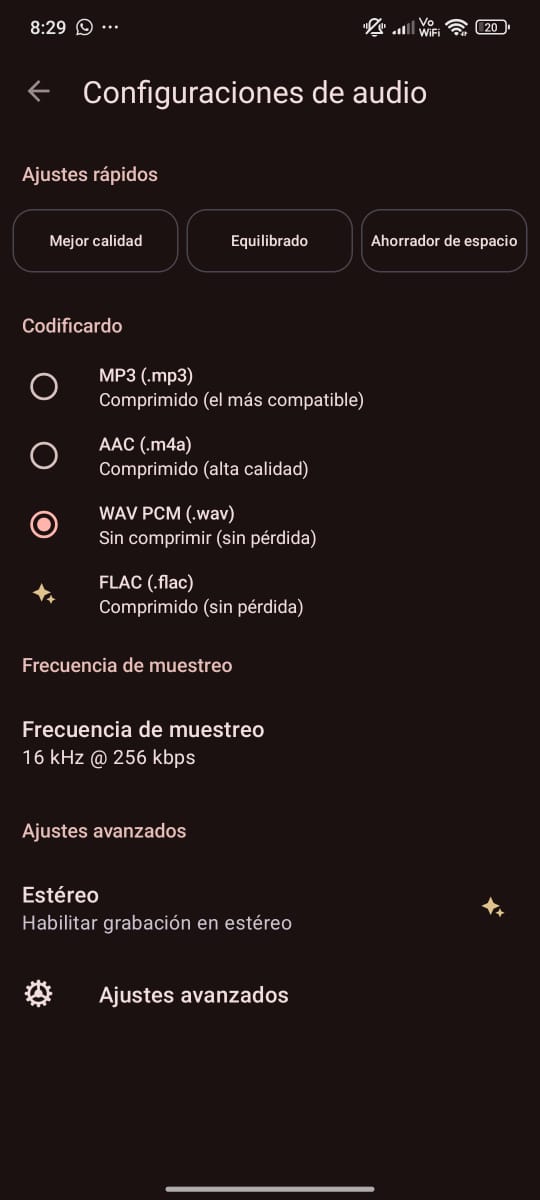 8:29
Vo
WiFi
20
Configuraciones de audio
Ajustes rápidos
Mejor calidad
Equilibrado
Ahorrador de espacio
Codificardo
MP3 (.mp3)
Comprimido (el más compatible)
AAC (.m4a)
Comprimido (alta calidad)
WAV PCM (.wav)
Sin comprimir (sin pérdida)
FLAC (.flac)
Comprimido (sin pérdida)
Frecuencia de muestreo
Frecuencia de muestreo
16 kHz @ 256 kbps
Ajustes avanzados
Estéreo
Habilitar grabación en estéreo
Ajustes avanzados